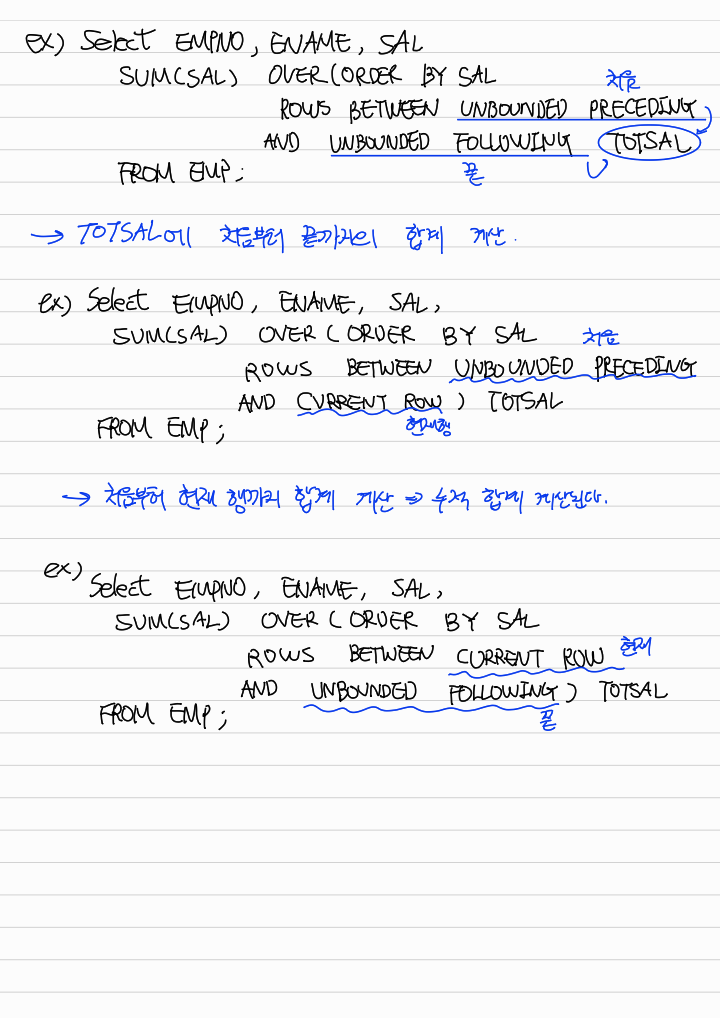 ex) Select EMPNO, ENAME, SAL
SUM(SAL) OVER(ORDER BY SAL
처음
ROWS BETWEEN UNBOUNDED PRECEDING
AND UNBOUNDED FOLLOWING TOTSAL
FROM EMP;
끝
→ TOTSAL에 처음부터 끝까지의 합계 계산.
ex) Select EMPNO, ENAME, SAL,
SUM(SAL) OVER ( ORDER BY SAL
처음
ROWS BETWEEN UNBOUNDED PRECEDING
AND CURRENT ROW ) TOTSAL
현재행
FROM EMP;
→ 처음부터 현재 행까지 합계 계산 ⇒ 누적 합계 계산된다.
ex) Select EMPNO, ENAME, SAL,
SUM(SAL) OVER ( ORDER BY SAL
현재
ROWS BETWEEN CURRENT ROW
AND UNBOUNDED FOLLOWING ) TOTSAL
끝
FROM EMP;